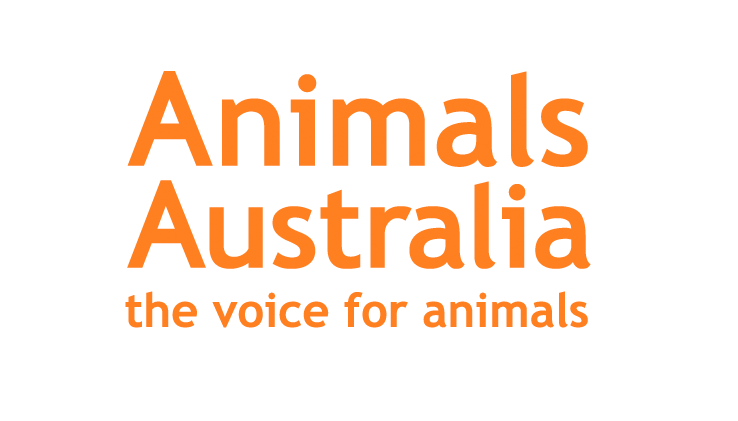 Animals
Australia
the voice for animals